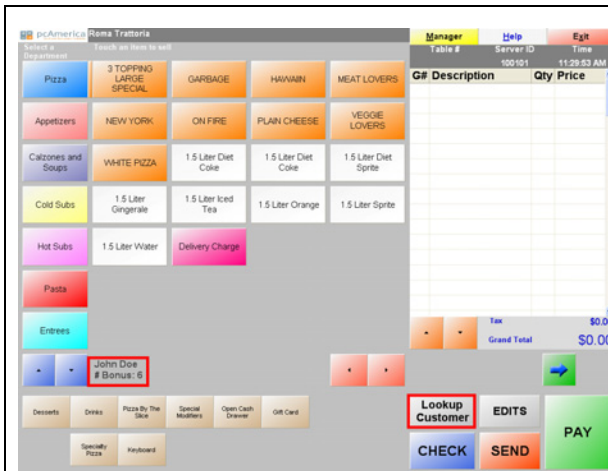 pcAmerica Roma Trattoria
Manager Help Exit
Select a Department
Touch an item to sell
Table # Server ID Time
100101 11:29:53 AM
G# Description Qty Price
Pizza
3 TOPPING LARGE SPECIAL
GARBAGE
HAWAIIN
MEAT LOVERS
Appetizers
NEW YORK
ON FIRE
PLAIN CHEESE
VEGGIE LOVERS
Calzones and Soups
WHITE PIZZA
1.5 Liter Diet Coke
1.5 Liter Diet Coke
1.5 Liter Diet Sprite
Cold Subs
1.5 Liter Gingerale
1.5 Liter Iced Tea
1.5 Liter Orange
1.5 Liter Sprite
Hot Subs
1.5 Liter Water
Delivery Charge
Pasta
Entrees
Tax $0.0
Grand Total $0.00
John Doe
# Bonus: 6
Desserts
Drinks
Pizza By The Slice
Special Modifiers
Open Cash Drawer
Gift Card
Specialty Pizza
Keyboard
Lookup Customer
EDITS
PAY
CHECK
SEND